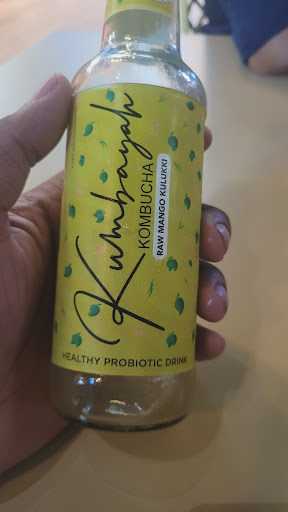 Kumbayah
KOMBUCHA
RAW MANGO KULUKKI
HEALTHY PROBIOTIC DRINK